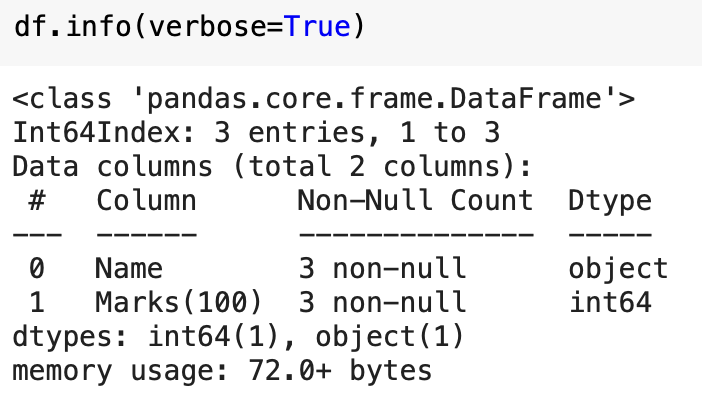 df.info(verbose=True)
<class 'pandas.core.frame.DataFrame'>
Int64Index: 3 entries, 1 to 3
Data columns (total 2 columns):
 #   Column      Non-Null Count  Dtype
---  ------      --------------  -----
 0   Name        3 non-null      object
 1   Marks(100)  3 non-null      int64
dtypes: int64(1), object(1)
memory usage: 72.0+ bytes